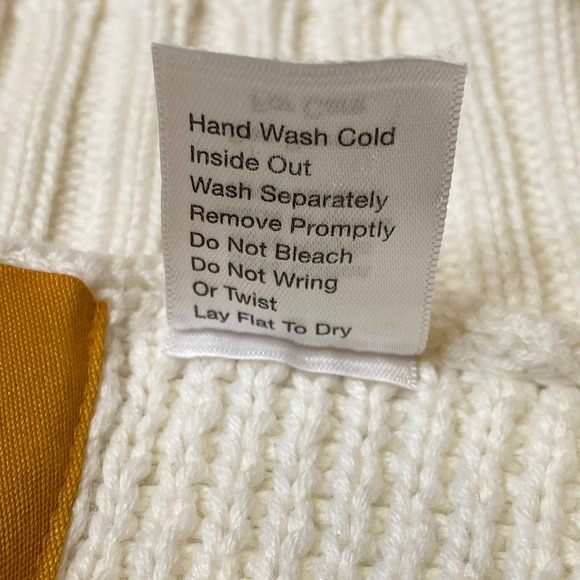 Hand Wash Cold
Inside Out
Wash Separately
Remove Promptly
Do Not Bleach
Do Not Wring
Or Twist
Lay Flat To Dry